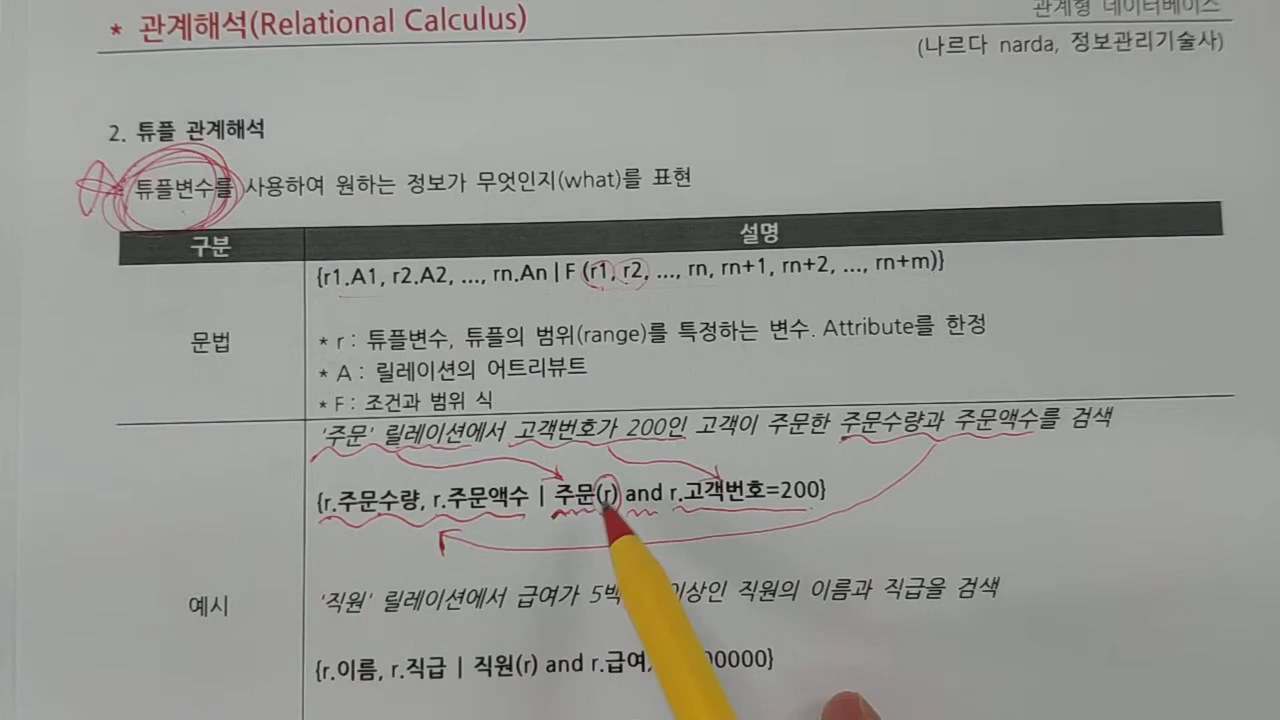 * 관계해석(Relational Calculus)
관계형 데이터베이스
(나르다 narda, 정보관리기술사)
2. 튜플 관계해석
튜플변수를 사용하여 원하는 정보가 무엇인지(what)를 표현
구분 설명
{r1.A1, r2.A2, ..., rn.An | F (r1, r2, ..., rn, rn+1, rn+2, ..., rn+m)}
문법
* r : 튜플변수, 튜플의 범위(range)를 특정하는 변수. Attribute를 한정
* A : 릴레이션의 어트리뷰트
* F : 조건과 범위 식
'주문' 릴레이션에서 고객번호가 200인 고객이 주문한 주문수량과 주문액수를 검색
{r.주문수량, r.주문액수 | 주문(r) and r.고객번호=200}
예시
'직원' 릴레이션에서 급여가 이상인 직원의 이름과 직급을 검색
{r.이름, r.직급 | 직원(r) and r.급여